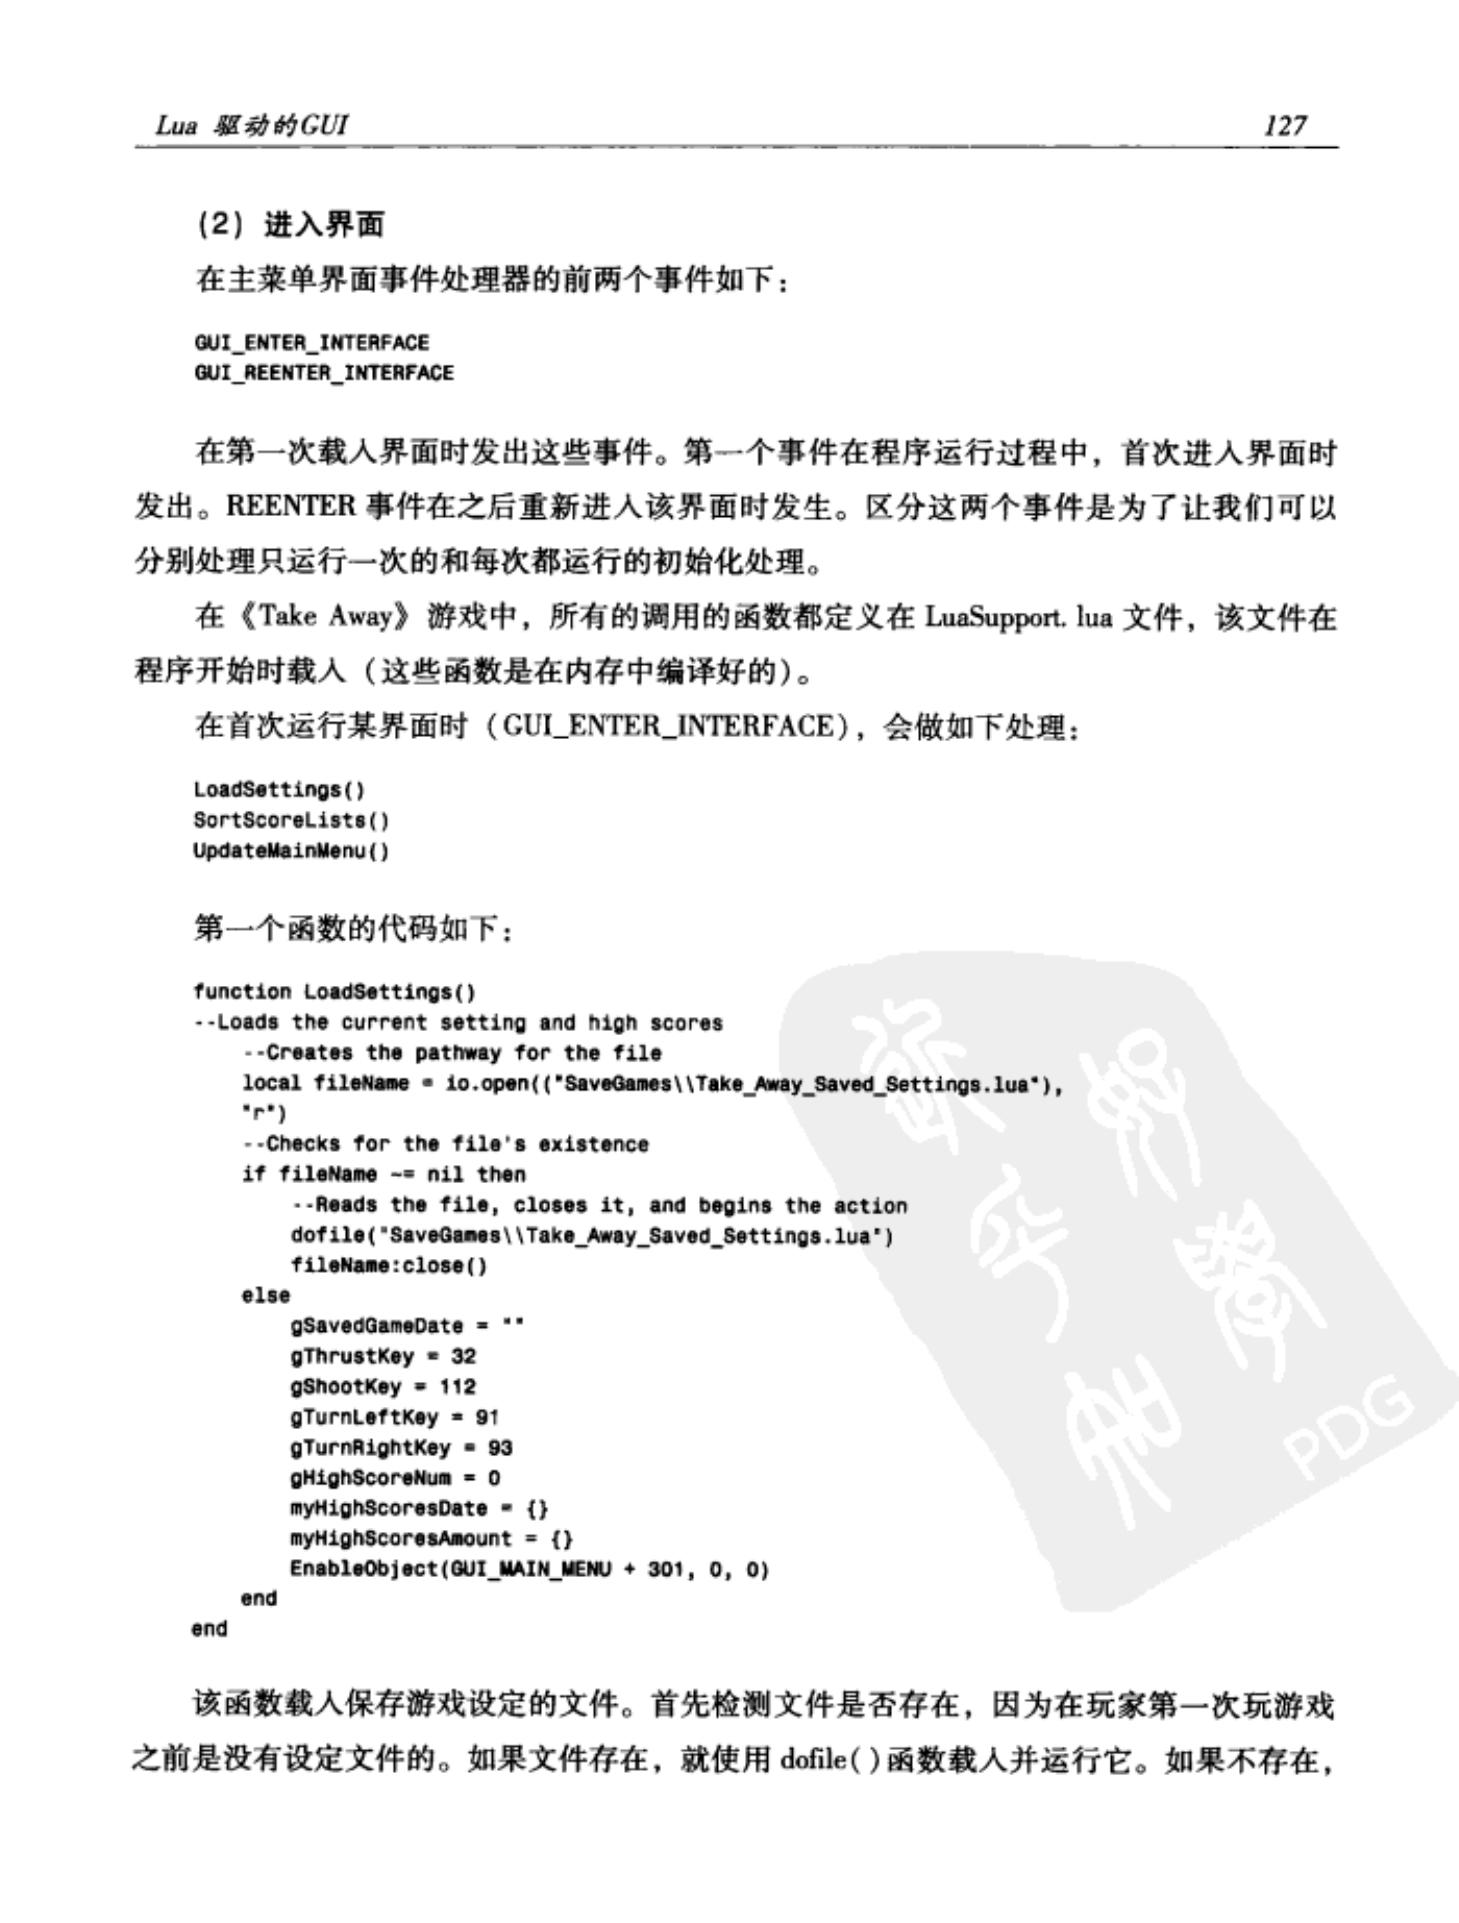 Lua 驱动的GUI 127
(2) 进入界面
在主菜单界面事件处理器的前两个事件如下：
GUI_ENTER_INTERFACE
GUI_REENTER_INTERFACE
在第一次载入界面时发出这些事件。第一个事件在程序运行过程中，首次进入界面时
发出。REENTER 事件在之后重新进入该界面时发生。区分这两个事件是为了让我们可以
分别处理只运行一次的和每次都运行的初始化处理。
在《Take Away》游戏中，所有的调用的函数都定义在 LuaSupport. lua 文件，该文件在
程序开始时载入（这些函数是在内存中编译好的）。
在首次运行某界面时（GUI_ENTER_INTERFACE），会做如下处理：
LoadSettings()
SortScoreLists()
UpdateMainMenu()
第一个函数的代码如下：
function LoadSettings()
--Loads the current setting and high scores
--Creates the pathway for the file
local fileName = io.open(("SaveGames\\Take_Away_Saved_Settings.lua"),
"r")
--Checks for the file's existence
if fileName ~= nil then
--Reads the file, closes it, and begins the action
dofile("SaveGames\\Take_Away_Saved_Settings.lua")
fileName:close()
else
gSavedGameDate = ""
gThrustKey = 32
gShootKey = 112
gTurnLeftKey = 91
gTurnRightKey = 93
gHighScoreNum = 0
myHighScoresDate = {}
myHighScoresAmount = {}
EnableObject(GUI_MAIN_MENU + 301, 0, 0)
end
end
该函数载入保存游戏设定的文件。首先检测文件是否存在，因为在玩家第一次玩游戏
之前是没有设定文件的。如果文件存在，就使用 dofile( )函数载入并运行它。如果不存在，
PDG